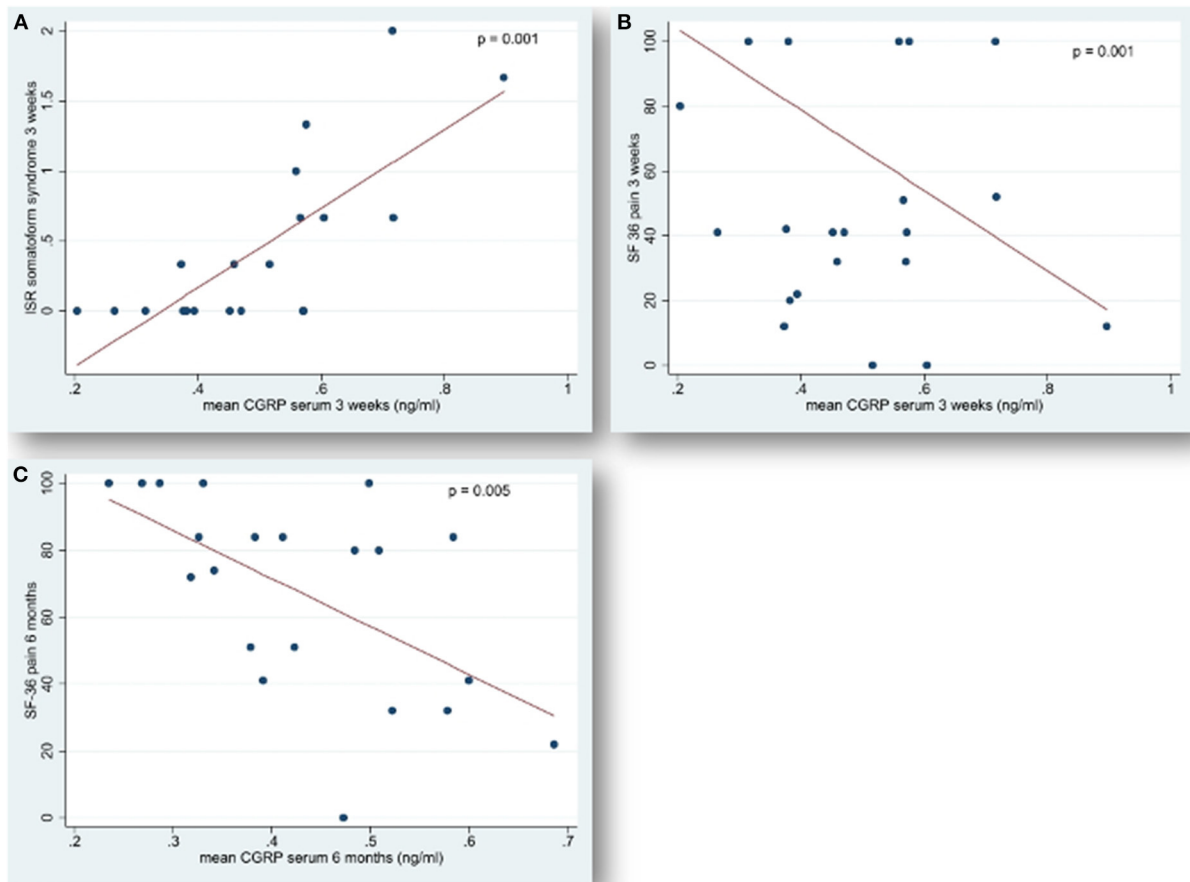 A
p = 0.001
ISR somatoform syndrome 3 weeks
2
1.5
1
.5
0
.2
.4
.6
.8
1
mean CGRP serum 3 weeks (ng/ml)
B
p = 0.001
SF 36 pain 3 weeks
100
80
60
40
20
0
.2
.4
.6
.8
1
mean CGRP serum 3 weeks (ng/ml)
C
p = 0.005
SF-36 pain 6 months
100
80
60
40
20
0
.2
.3
.4
.5
.6
.7
mean CGRP serum 6 months (ng/ml)